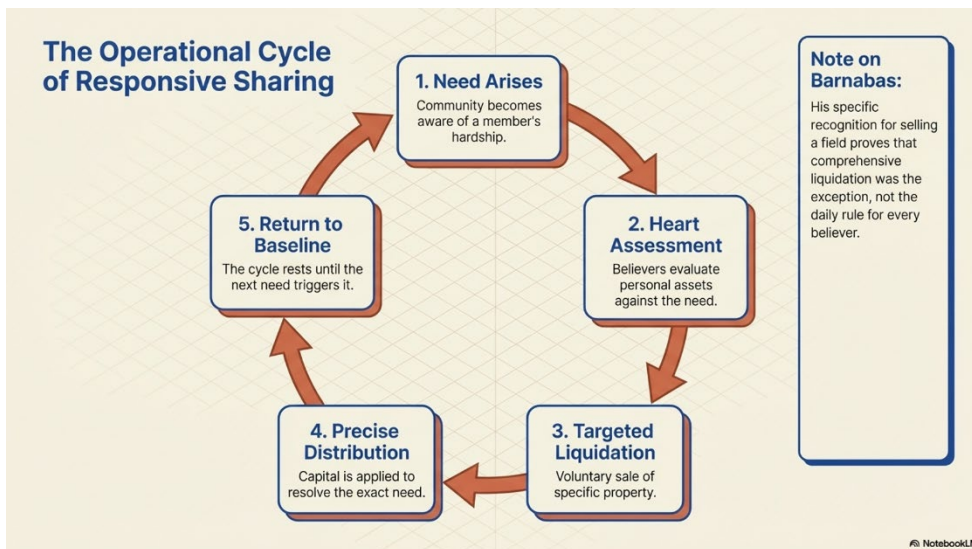 The Operational Cycle
of Responsive Sharing
1. Need Arises
Community becomes
aware of a member's
hardship.
2. Heart
Assessment
Believers evaluate
personal assets
against the need.
3. Targeted
Liquidation
Voluntary sale of
specific property.
4. Precise
Distribution
Capital is applied to
resolve the exact need.
5. Return to
Baseline
The cycle rests until the
next need triggers it.
Note on
Barnabas:
His specific
recognition for selling
a field proves that
comprehensive
liquidation was the
exception, not the
daily rule for every
believer.
NotebookL